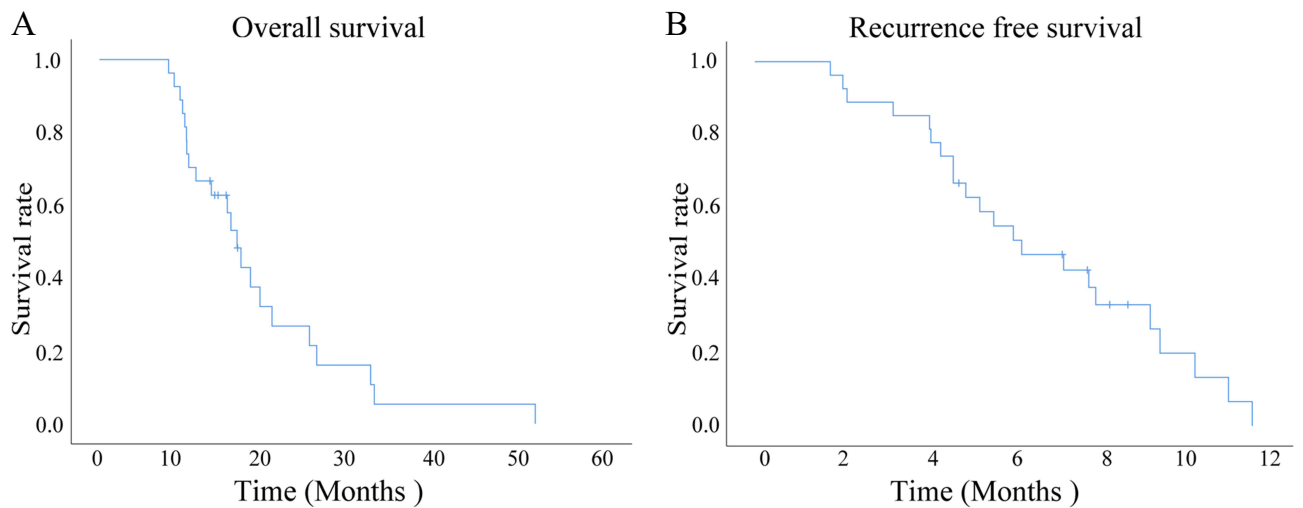 A
Overall survival
1.0
0.8
0.6
0.4
0.2
0.0
Survival rate
0 10 20 30 40 50 60
Time (Months )
B
Recurrence free survival
1.0
0.8
0.6
0.4
0.2
0.0
Survival rate
0 2 4 6 8 10 12
Time (Months )